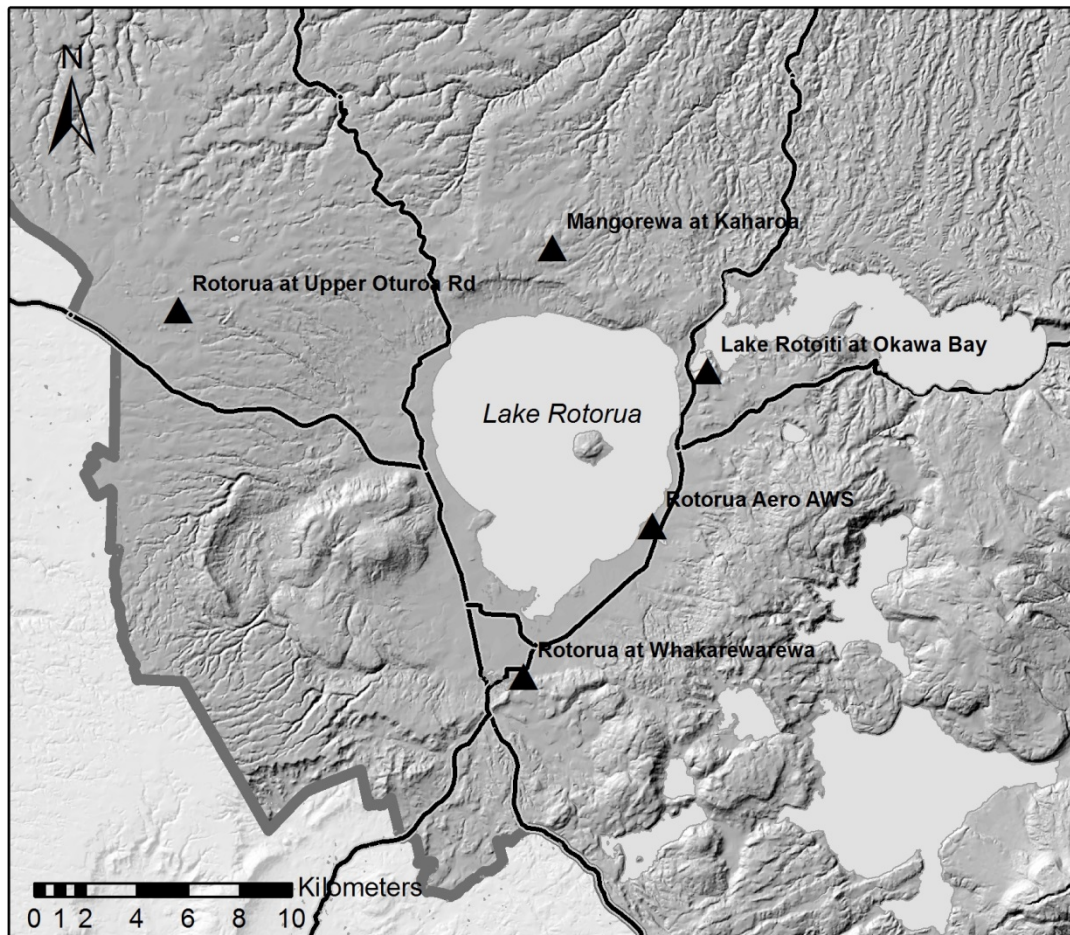 N
Mangorewa at Kaharoa
Rotorua at Upper Oturoa Rd
Lake Rotoiti at Okawa Bay
Lake Rotorua
Rotorua Aero AWS
Rotorua at Whakarewarewa
Kilometers
0 1 2 4 6 8 10